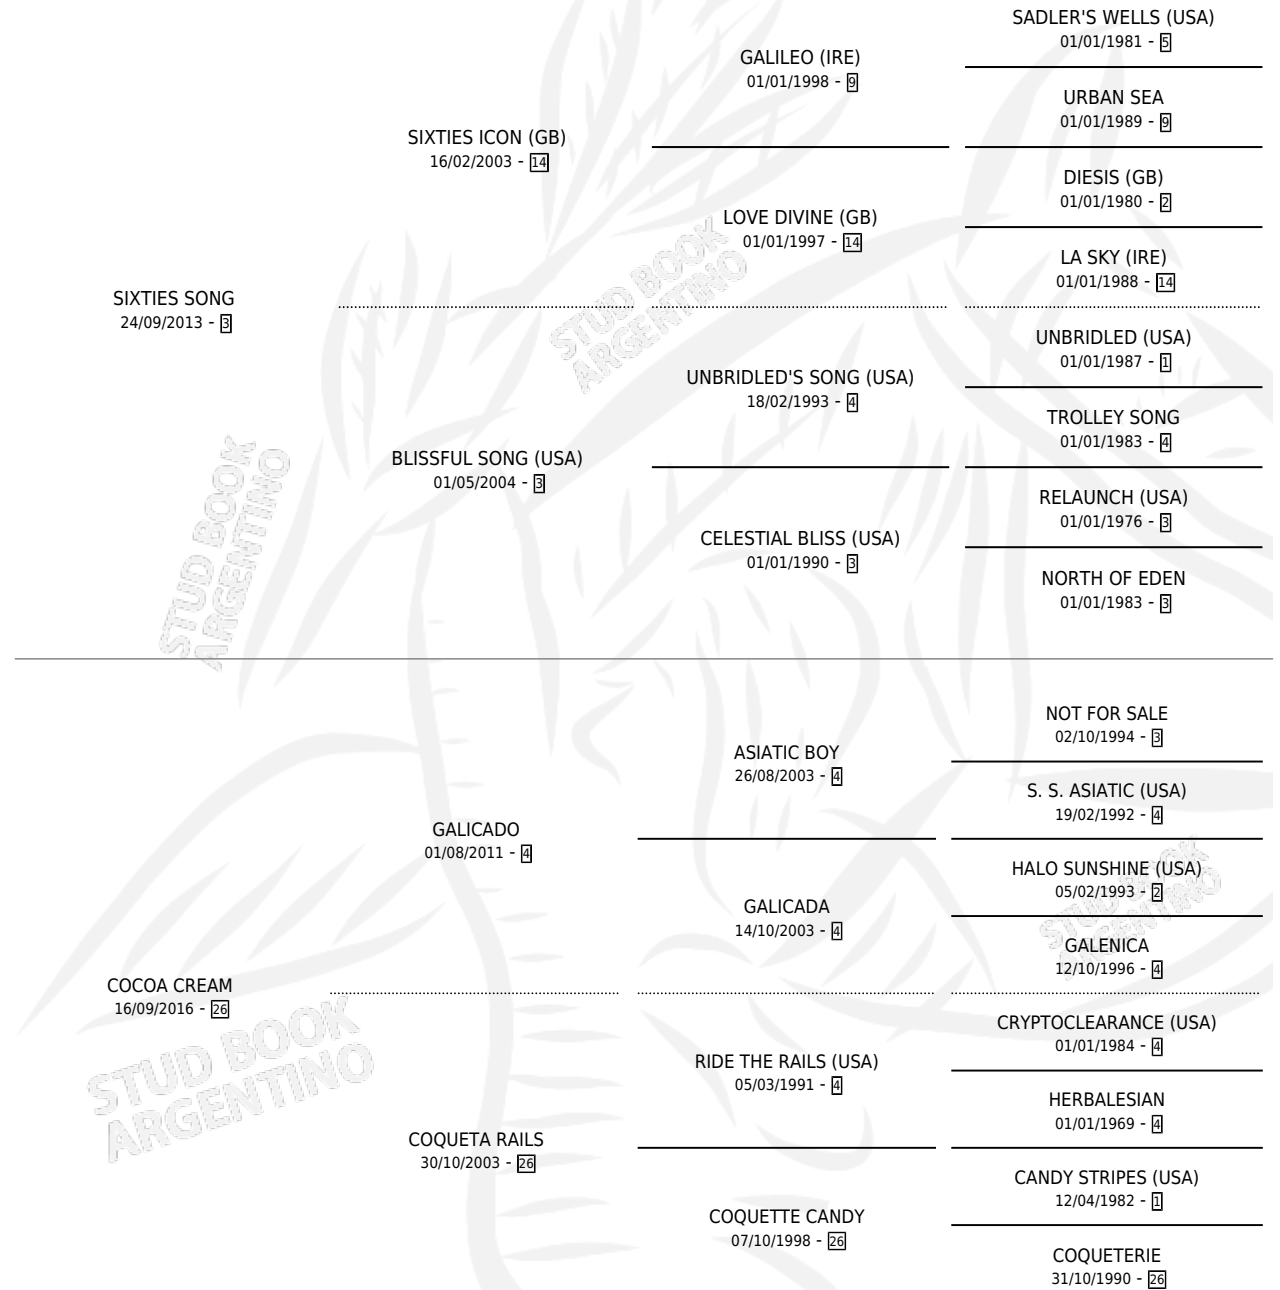 SADLER'S WELLS (USA)
01/01/1981 - 5
GALILEO (IRE)
01/01/1998 - 9
URBAN SEA
01/01/1989 - 9
SIXTIES ICON (GB)
16/02/2003 - 14
DIESIS (GB)
01/01/1980 - 2
LOVE DIVINE (GB)
01/01/1997 - 14
LA SKY (IRE)
01/01/1988 - 14
SIXTIES SONG
24/09/2013 - 3
STUD BOOK
ARGENTINO
UNBRIDLED (USA)
01/01/1987 - 1
UNBRIDLED'S SONG (USA)
18/02/1993 - 4
TROLLEY SONG
01/01/1983 - 4
BLISSFUL SONG (USA)
01/05/2004 - 3
RELAUNCH (USA)
01/01/1976 - 3
CELESTIAL BLISS (USA)
01/01/1990 - 3
NORTH OF EDEN
01/01/1983 - 3
STUD BOOK
ARGENTINO
NOT FOR SALE
02/10/1994 - 3
ASIATIC BOY
26/08/2003 - 4
S. S. ASIATIC (USA)
19/02/1992 - 4
GALICADO
01/08/2011 - 4
HALO SUNSHINE (USA)
05/02/1993 - 2
GALICADA
14/10/2003 - 4
STUD BOOK
ARGENTINO
GALENICA
12/10/1996 - 4
COCOA CREAM
16/09/2016 - 26
CRYPTOCLEARANCE (USA)
01/01/1984 - 4
RIDE THE RAILS (USA)
05/03/1991 - 4
STUD BOOK
ARGENTINO
HERBALESIAN
01/01/1969 - 4
COQUETA RAILS
30/10/2003 - 26
CANDY STRIPES (USA)
12/04/1982 - 1
COQUETTE CANDY
07/10/1998 - 26
COQUETERIE
31/10/1990 - 26